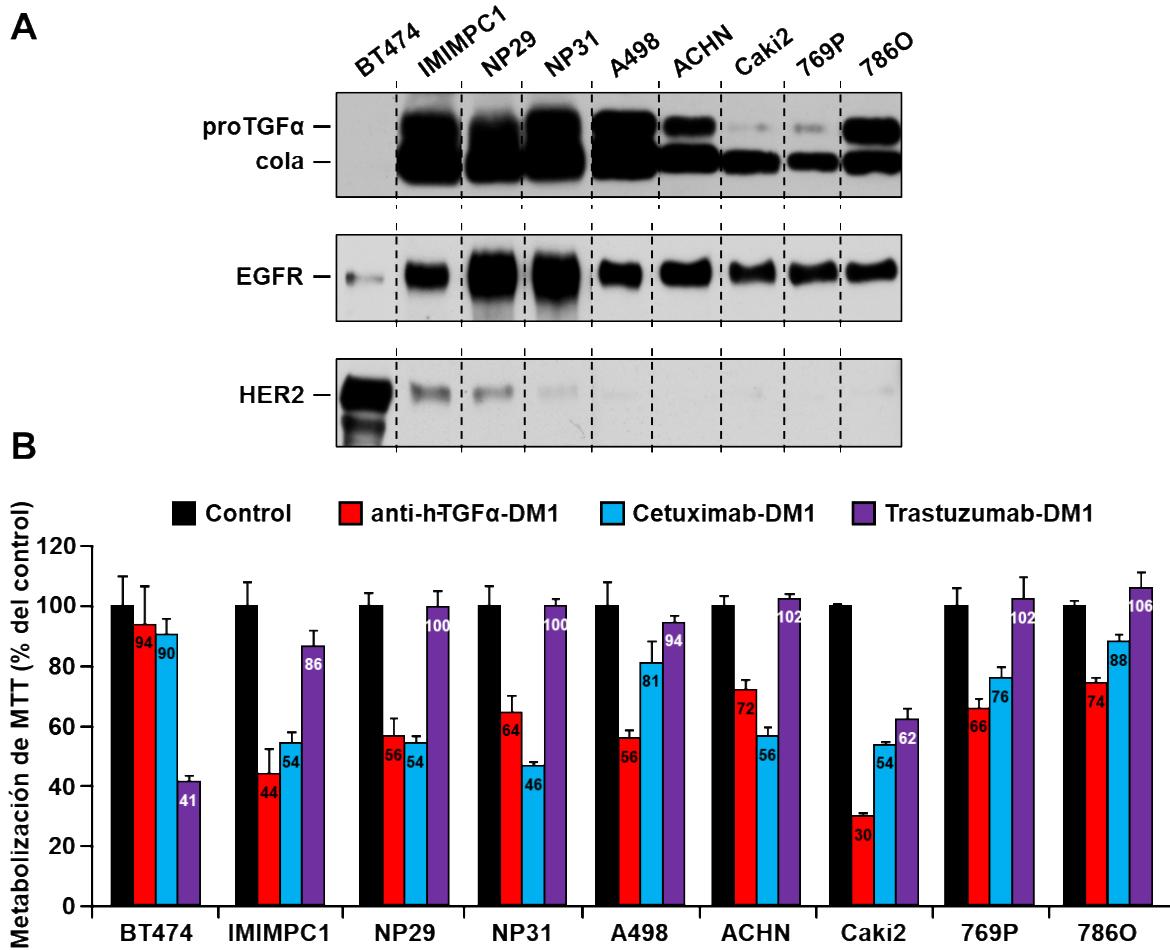 A
BT474 IMIMPC1 NP29 NP31 A498 ACHN Caki2 769P 786O
proTGFα
cola
EGFR
HER2
B
Control anti-hTGFα-DM1 Cetuximab-DM1 Trastuzumab-DM1
Metabolización de MTT (% del control)
120
100
80
60
40
20
0
94 90 41
44 54 86
56 54 100
64 46 100
56 81 94
72 56 102
30 54 62
66 76 102
74 88 106
BT474 IMIMPC1 NP29 NP31 A498 ACHN Caki2 769P 786O